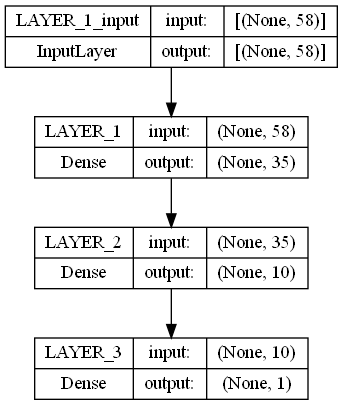 LAYER_1_input input: [(None, 58)]
InputLayer output: [(None, 58)]
LAYER_1 input: (None, 58)
Dense output: (None, 35)
LAYER_2 input: (None, 35)
Dense output: (None, 10)
LAYER_3 input: (None, 10)
Dense output: (None, 1)